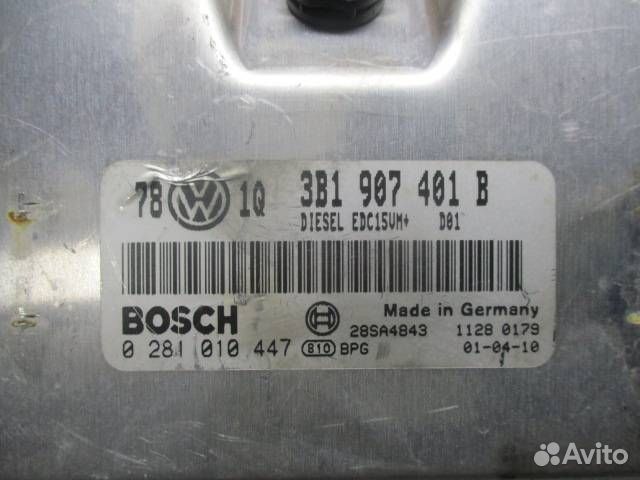 78 VW 1Q 3B1 907 401 B
DIESEL EDC15VM+ D01
BOSCH
Made in Germany
28SA4843 1128 0179
0 281 010 447 810 BPG 01-04-10
Avito